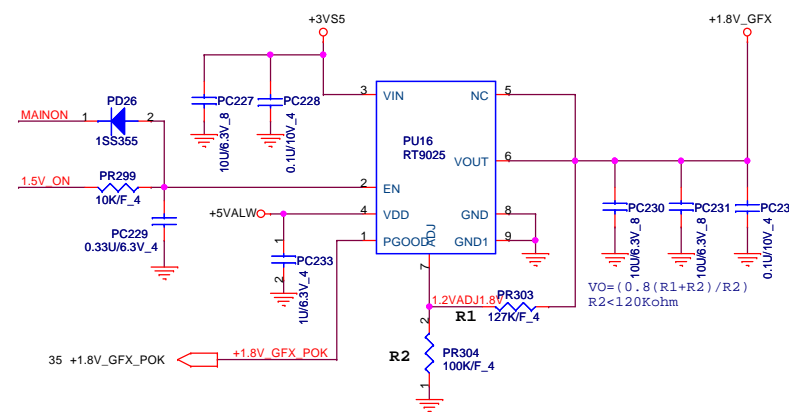 +3VS5
+1.8V_GFX
PD26
MAINON
1
2
1SS355
PC227
10U/6.3V_8
PC228
0.1U/10V_4
3
VIN
NC
5
PU16
RT9025
VOUT
6
1.5V_ON
PR299
10K/F_4
2
EN
PC229
0.33U/6.3V_4
+5VALW
4
VDD
GND
8
1
PGOOD
ADJ
GND1
9
7
1
PC233
2
1U/6.3V_4
PC230
10U/6.3V_8
PC231
10U/6.3V_8
PC23
0.1U/10V_4
VO=(0.8(R1+R2)/R2)
R2<120Kohm
1.2VADJ1.8V
PR303
R1
127K/F_4
2
R2
PR304
100K/F_4
1
35 +1.8V_GFX_POK
+1.8V_GFX_POK